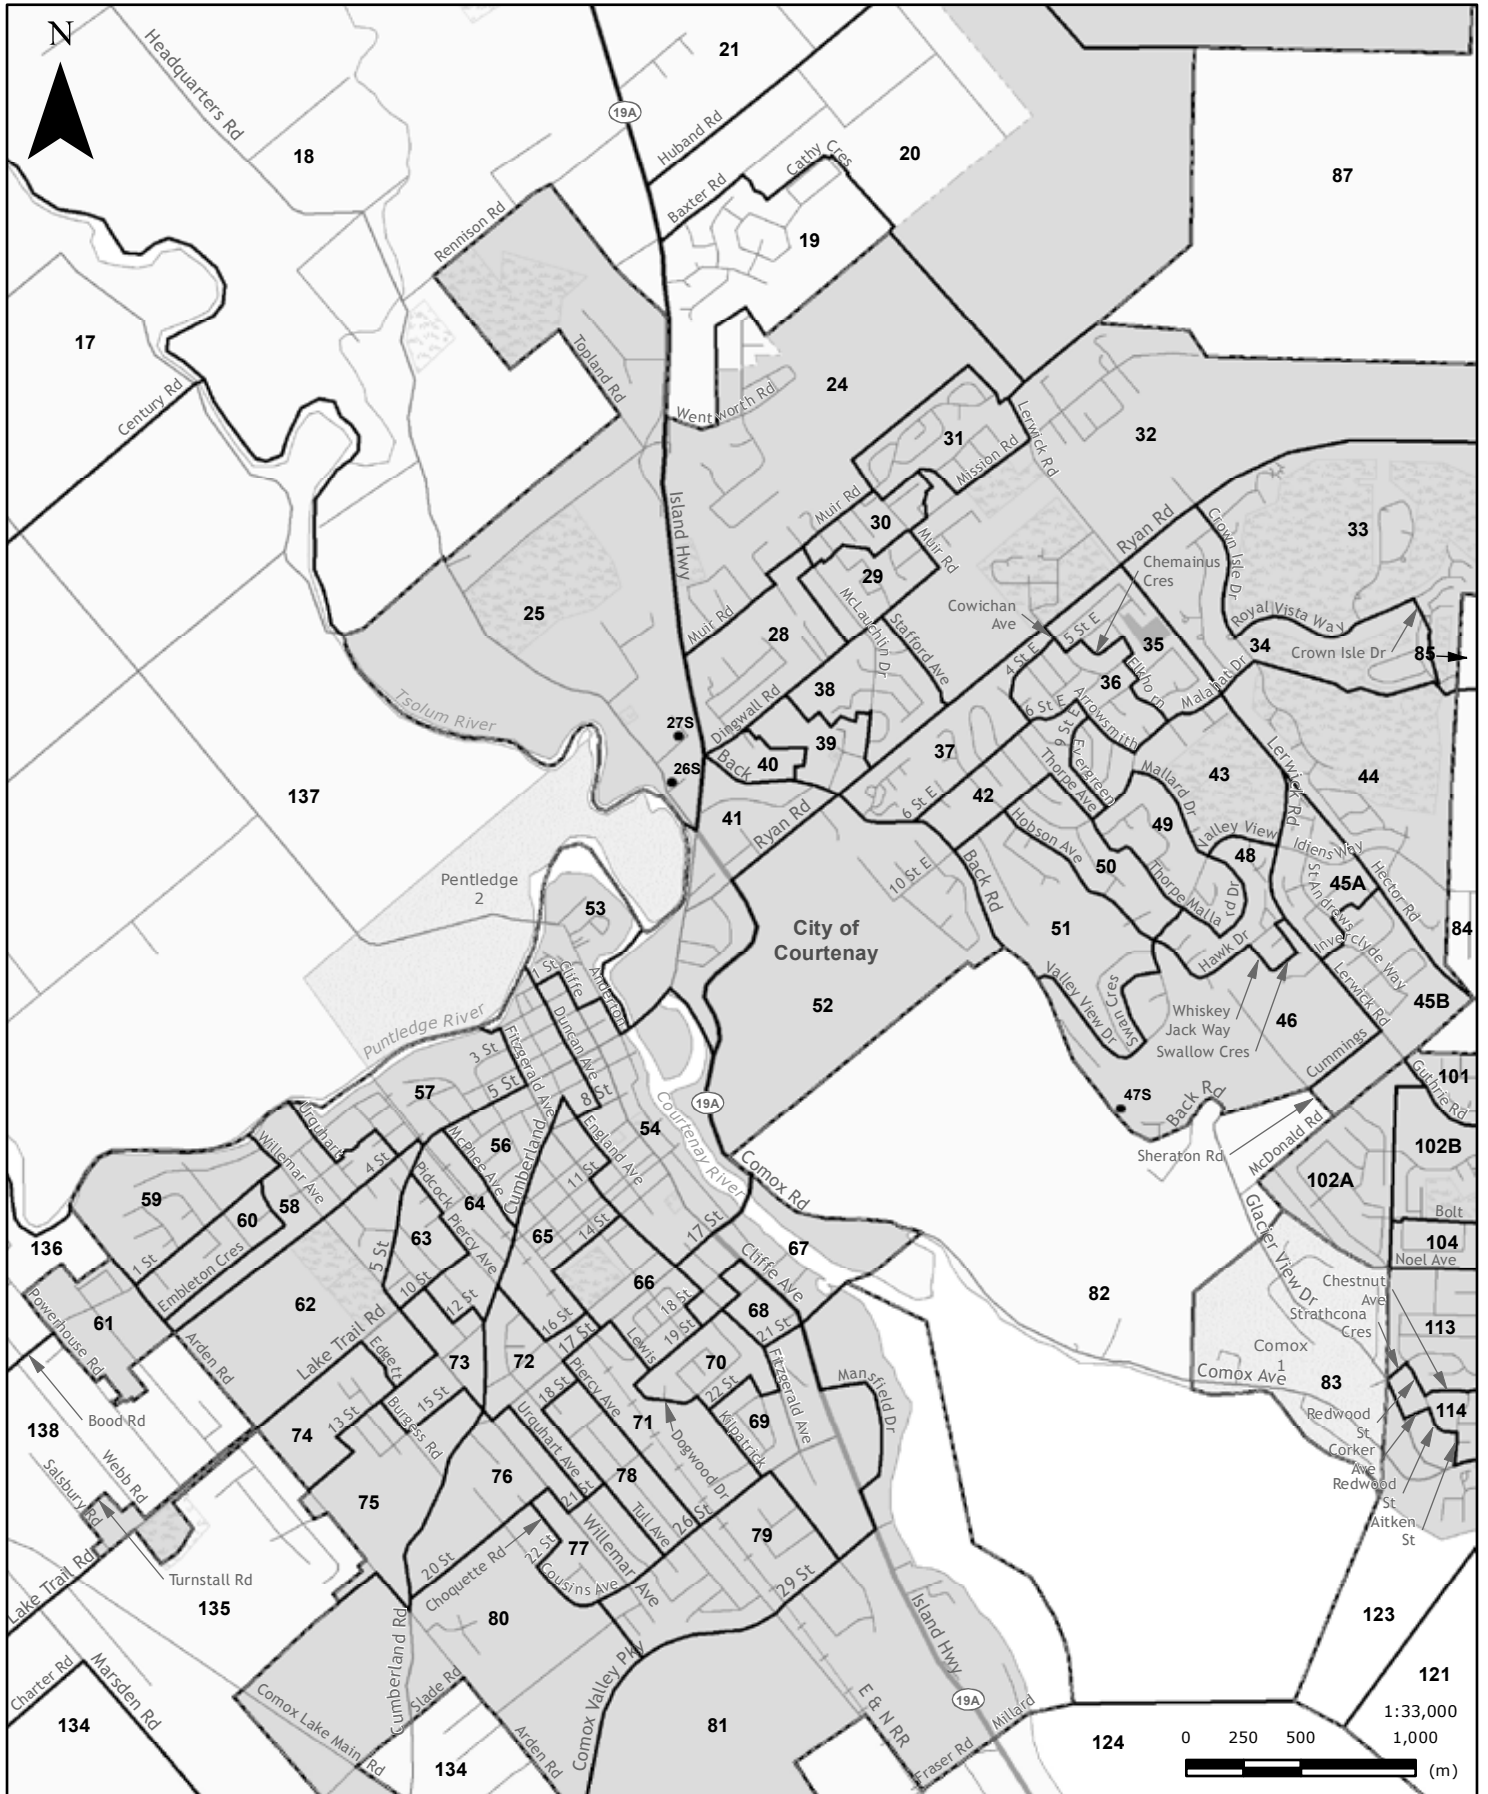 N
Headquarters Rd
21
19A
Huband Rd
18
20
Cathy Cres
Baxter Rd
87
Rennison Rd
19
17
Topland Rd
Century Rd
24
Wentworth Rd
Lerwick Rd
31
32
Mission Rd
Muir Rd
Island Hwy
30
Ryan Rd
Crown Isle Dr
33
Muir Rd
29
Chemainus
Cres
25
McLauchlin Dr
Stafford Ave
Cowichan
Ave
5 St E
Royal Vista Way
Muir Rd
28
4 St E
35
34
Crown Isle Dr
85
36
Elkhorn
Malahat Dr
38
Tsolum River
Dingwall Rd
6 St E
Arrowsmith
27S
39
9 St E
37
Back
40
26S
Evergreen
Thorpe Ave
Mallard Dr
43
Lerwick Rd
44
137
42
6 St E
41
Ryan Rd
Hobson Ave
49
Valley View
Idiens Way
48
10 St E
Back Rd
50
Thorpe
Mallard Dr
St Andrews
45A
Hector Rd
Pentledge
2
53
City of
Courtenay
51
84
Hawk Dr
Inverclyde Way
1 St
Cliffe
Anderton
Valley View Dr
Swan Cres
Lerwick Rd
45B
Puntledge River
Duncan Ave
52
Whiskey
Jack Way
46
Swallow Cres
Cummings
3 St
Fitzgerald Ave
5 St
57
8 St
19A
47S
Back Rd
Guthrie Rd
101
Urquhart
Willemar Ave
4 St
McPhee Ave
56
Cumberland
England Ave
54
Courtenay River
Sheraton Rd
McDonald Rd
102B
Comox Rd
102A
59
58
60
Pidcock
64
11 St
Glacier View Dr
Bolt
136
1 St
Embleton Cres
5 St
63
Piercy Ave
65
14 St
17 St
67
104
Noel Ave
Cliffe Ave
66
Chestnut
Ave
Strathcona
Cres
82
62
10 St
12 St
18 St
68
113
Powerhouse Rd
61
Arden Rd
Lake Trail Rd
16 St
17 St
19 St
21 St
Comox
1
Edgett
73
72
Lewis
70
Comox Ave
83
Bood Rd
15 St
Piercy Ave
18 St
22 St
Fitzgerald Ave
Mansfield Dr
Redwood
St
114
138
74
13 St
Burgess Rd
Urquhart Ave
71
69
Kilpatrick
Corker
Ave
Salsbury Rd
Webb Rd
Dogwood Dr
Redwood
St
75
76
78
21 St
26 St
Aitken
St
Tull Ave
79
Lake Trail Rd
Turnstall Rd
20 St
22 St
77
Willemar Ave
Choquette Rd
Cousins Ave
29 St
135
80
Island Hwy
123
Cumberland Rd
Charter Rd
Marsden Rd
Slade Rd
Comox Valley Pky
121
Comox Lake Main Rd
E & N RR
19A
Millard
134
Arden Rd
81
124
1:33,000
0 250 500 1,000
134
Fraser Rd
(m)